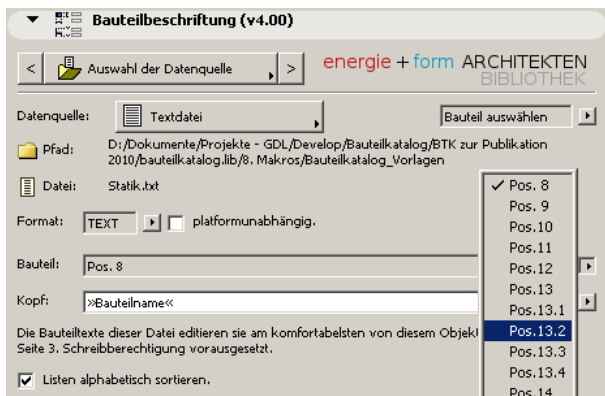 Bauteilbeschriftung (v4.00)
< Auswahl der Datenquelle > energie + form ARCHITEKTEN
BIBLIOTHEK
Datenquelle: Textdatei Bauteil auswählen
Pfad: D:/Dokumente/Projekte - GDL/Develop/Bauteilkatalog/BTK zur Publikation
2010/bauteilkatalog.lib/8. Makros/Bauteilkatalog_Vorlagen
Datei: Statik.txt
Format: TEXT platformunabhängig.
Bauteil: Pos. 8
Kopf: »Bauteilname«
Die Bauteiltexte dieser Datei editieren sie am komfortabelsten von diesem Objekt
Seite 3. Schreibberechtigung vorausgesetzt.
Listen alphabetisch sortieren.
Pos. 8
Pos. 9
Pos.10
Pos.11
Pos.12
Pos.13
Pos.13.1
Pos.13.2
Pos.13.3
Pos.13.4
Pos.14